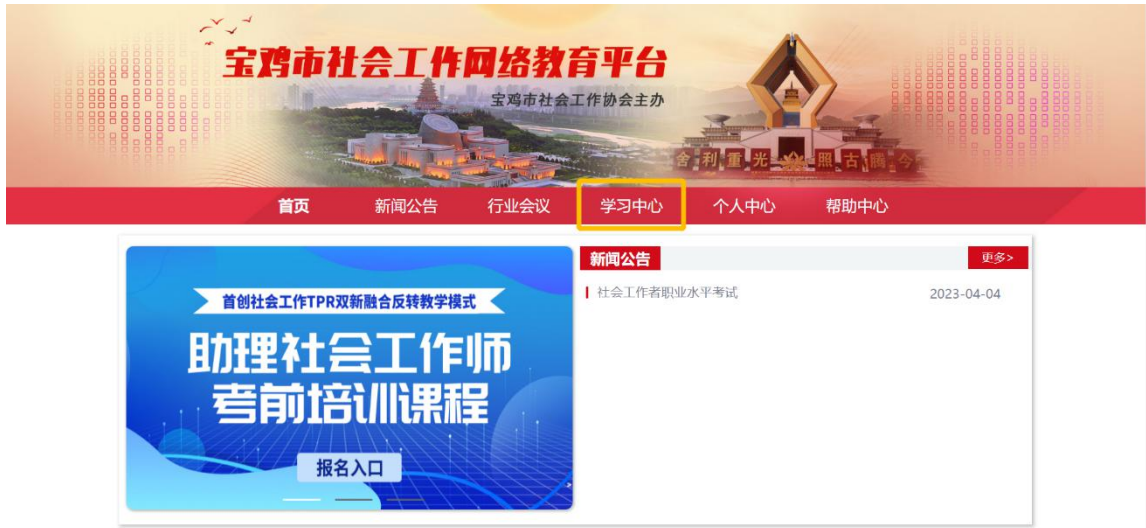 宝鸡市社会工作网络教育平台
宝鸡市社会工作协会主办
舍利重光 照古腾今
首页 新闻公告 行业会议 学习中心 个人中心 帮助中心
首创社会工作TPR双新融合反转教学模式
助理社会工作师
考前培训课程
报名入口
新闻公告 更多>
社会工作者职业水平考试 2023-04-04